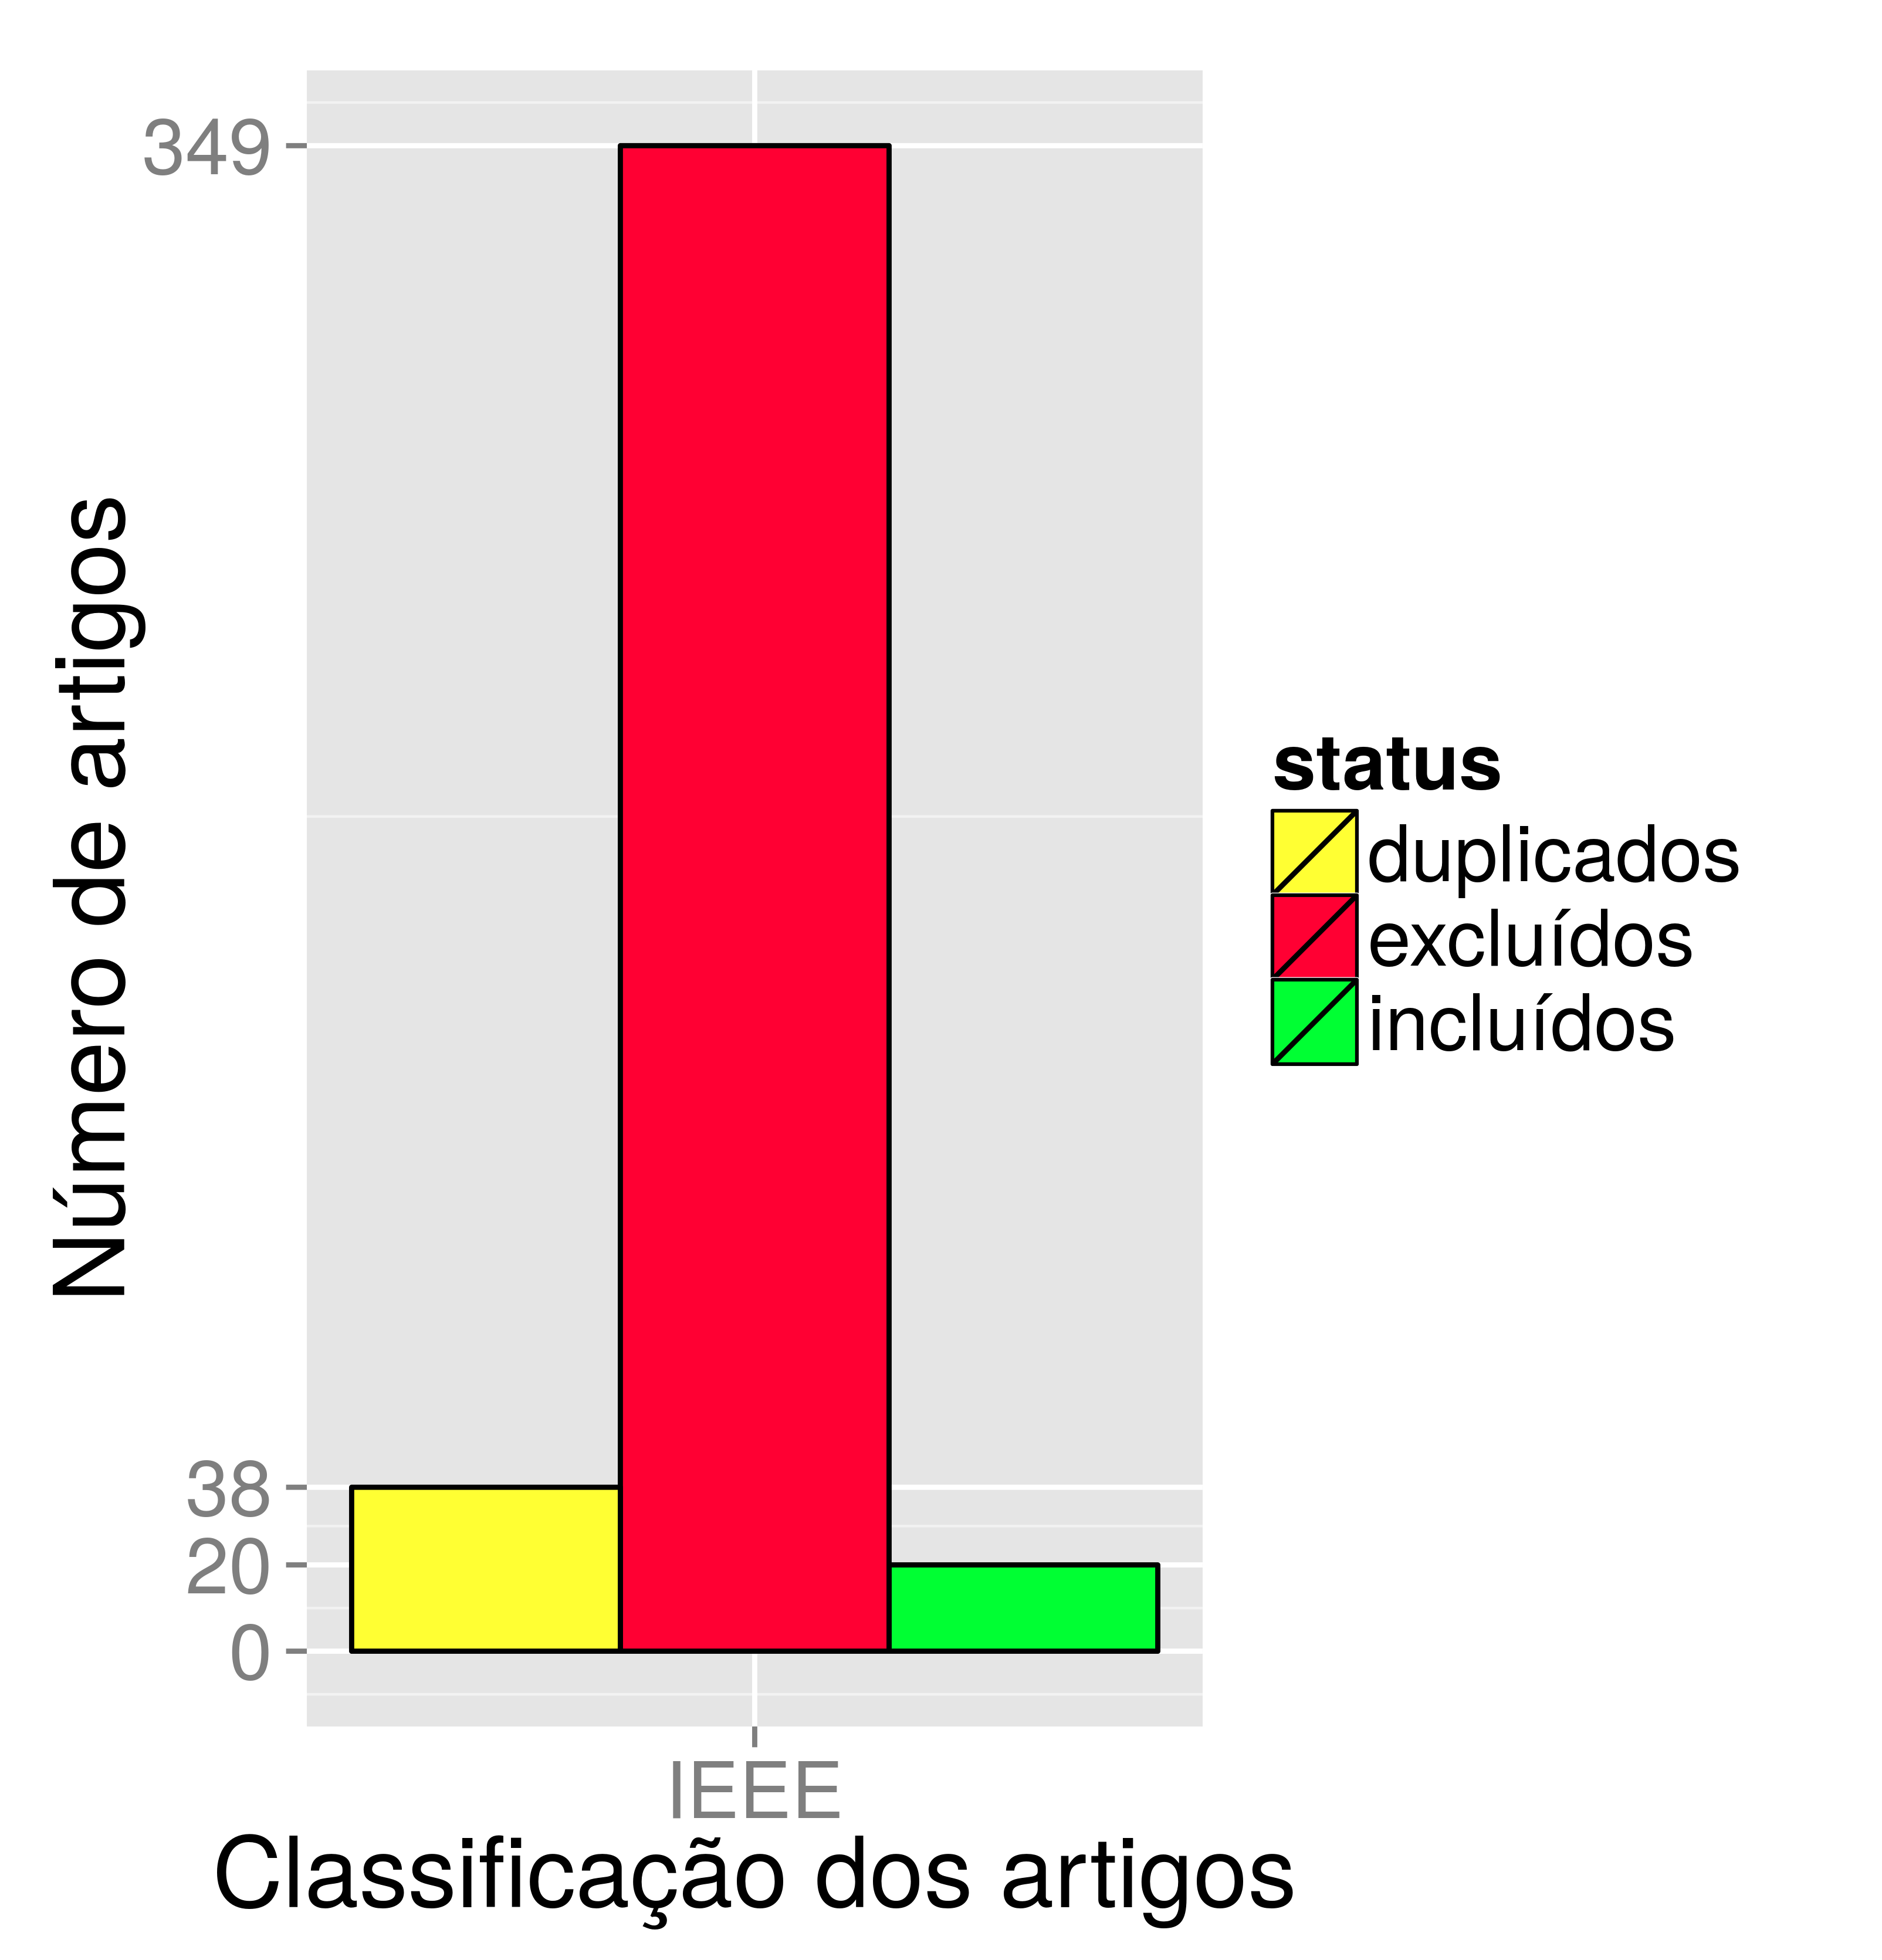 Número de artigos
349
38
20
0
IEEE
Classificação dos artigos
status
duplicados
excluídos
incluídos